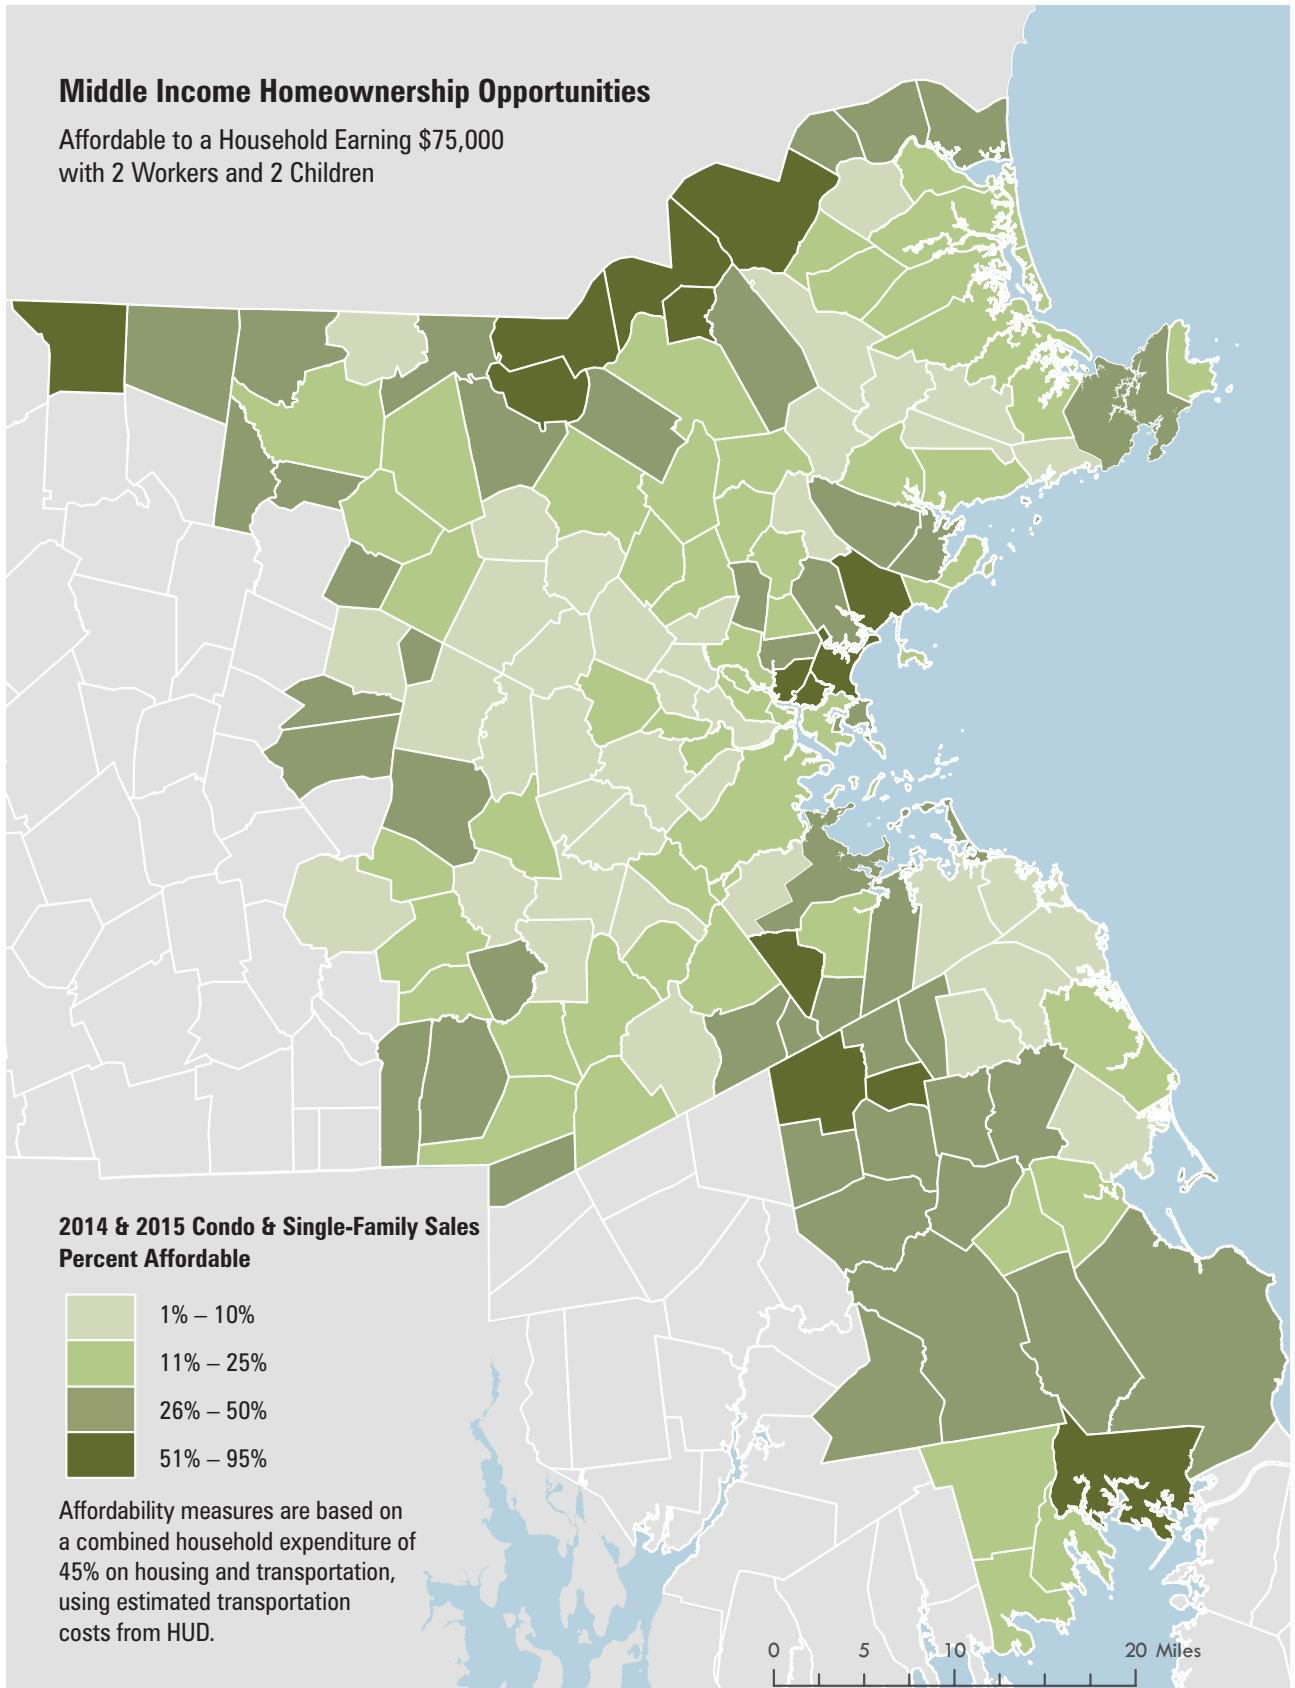 Middle Income Homeownership Opportunities
Affordable to a Household Earning $75,000
with 2 Workers and 2 Children
2014 & 2015 Condo & Single-Family Sales
Percent Affordable
1% – 10%
11% – 25%
26% – 50%
51% – 95%
Affordability measures are based on
a combined household expenditure of
45% on housing and transportation,
using estimated transportation
costs from HUD.
0 5 10 20 Miles